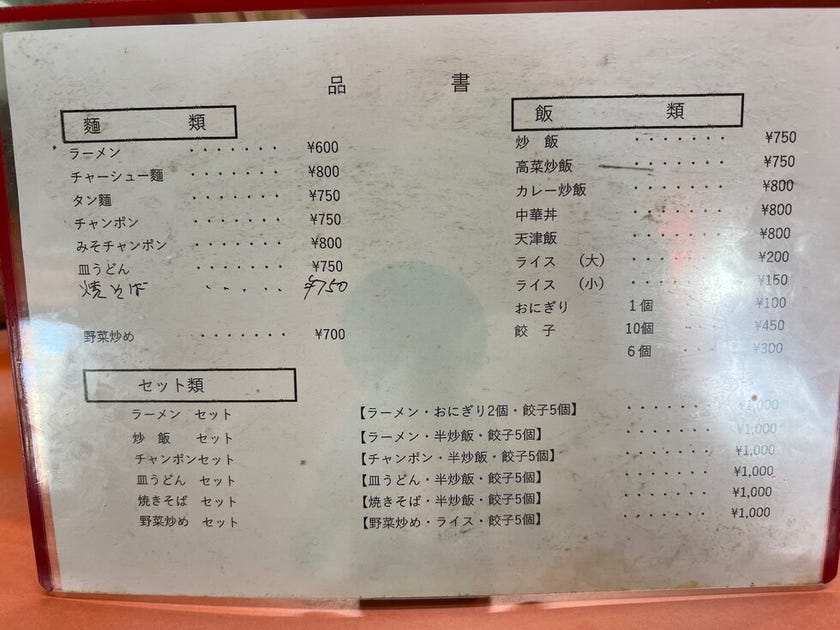 品書
麵類
ラーメン ・・・・・・・ ¥600
チャーシュー麵 ・・・・・・・ ¥800
タン麵 ・・・・・・・ ¥750
チャンポン ・・・・・・・ ¥750
みそチャンポン ・・・・・・・ ¥800
皿うどん ・・・・・・・ ¥750
焼そば ・・・・・ ¥750
野菜炒め ・・・・・・・ ¥700
飯類
炒飯 ・・・・・・・ ¥750
高菜炒飯 ・・・・・・・ ¥750
カレー炒飯 ・・・・・・・ ¥800
中華丼 ・・・・・・・ ¥800
天津飯 ・・・・・・・ ¥800
ライス (大) ・・・・・・・ ¥200
ライス (小) ・・・・・・・ ¥150
おにぎり 1個 ・・・・ ¥100
餃子 10個 ・・・・ ¥450
6個 ・・・・ ¥300
セット類
ラーメン セット 【ラーメン・おにぎり2個・餃子5個】 ・・・・・・・ ¥1,000
炒飯 セット 【ラーメン・半炒飯・餃子5個】 ・・・・・・・ ¥1,000
チャンポンセット 【チャンポン・半炒飯・餃子5個】 ・・・・・・・ ¥1,000
皿うどん セット 【皿うどん・半炒飯・餃子5個】 ・・・・・・・ ¥1,000
焼きそば セット 【焼きそば・半炒飯・餃子5個】 ・・・・・・・ ¥1,000
野菜炒め セット 【野菜炒め・ライス・餃子5個】 ・・・・・・・ ¥1,000